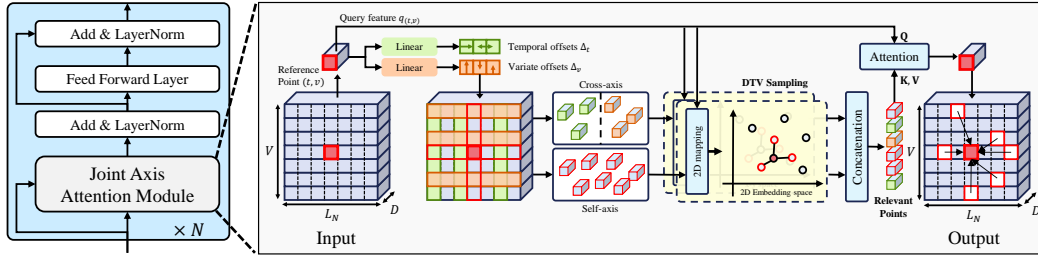 Add & LayerNorm
Feed Forward Layer
Add & LayerNorm
Joint Axis
Attention Module
× N
Query feature q(t,v)
Reference
Point (t, v)
Linear
Temporal offsets Δt
Linear
Variate offsets Δv
V
LN
D
Input
Cross-axis
Self-axis
DTV Sampling
2D mapping
2D Embedding space
Concatenation
Q
Attention
K, V
Relevant
Points
V
LN
D
Output